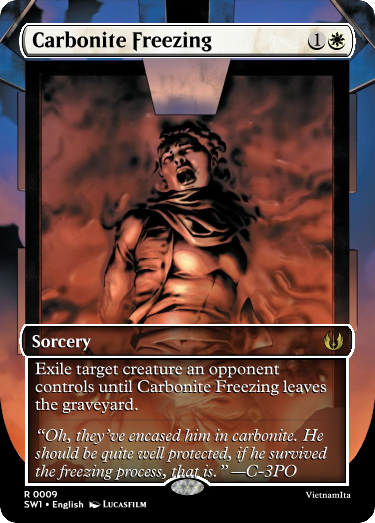 Carbonite Freezing 1
Sorcery
Exile target creature an opponent
controls until Carbonite Freezing leaves
the graveyard.
“Oh, they’ve encased him in carbonite. He
should be quite well protected, if he survived
the freezing process, that is.” —C-3PO
R 0009
SW1 • English LUCASFILM
VietnamIta